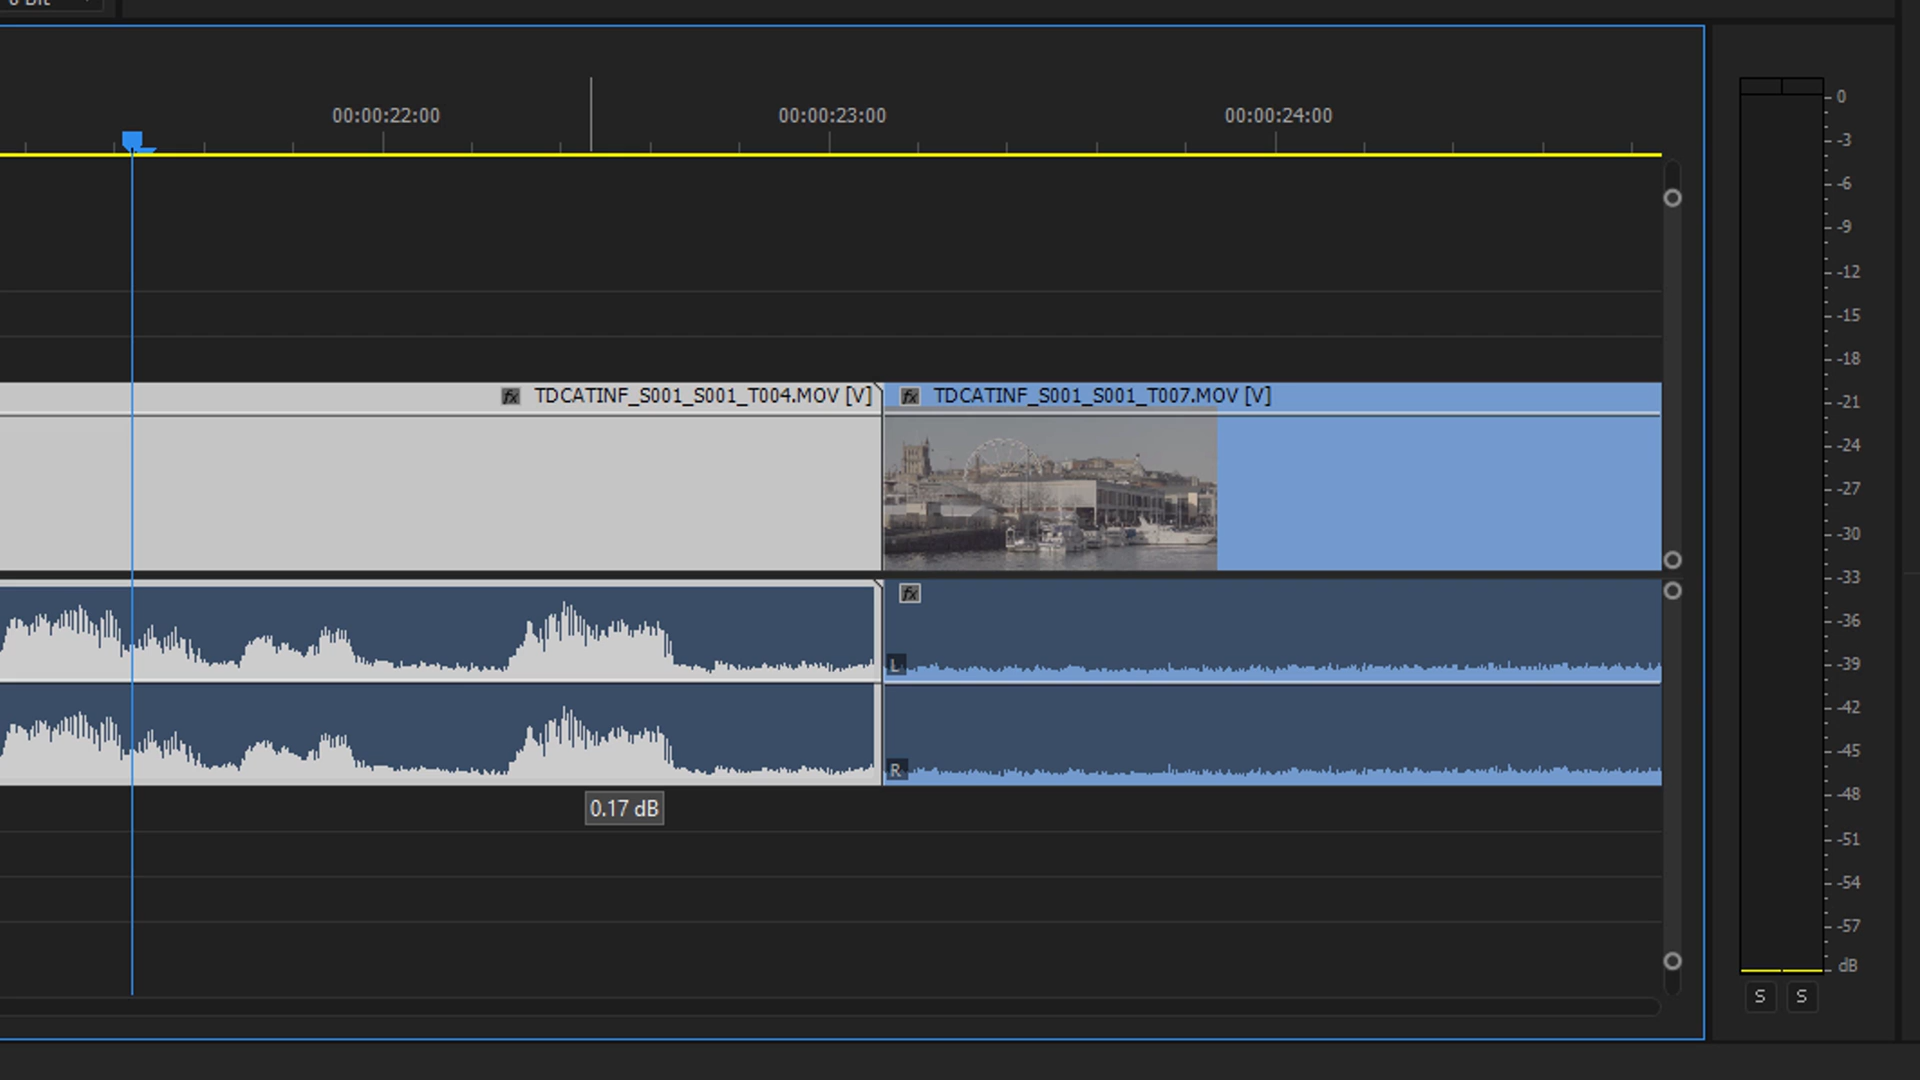 00:00:22:00 00:00:23:00 00:00:24:00
fx TDCATINF_S001_S001_T004.MOV [V] fx TDCATINF_S001_S001_T007.MOV [V]
fx
L
R
0.17 dB
0
-3
-6
-9
-12
-15
-18
-21
-24
-27
-30
-33
-36
-39
-42
-45
-48
-51
-54
-57
dB
S S